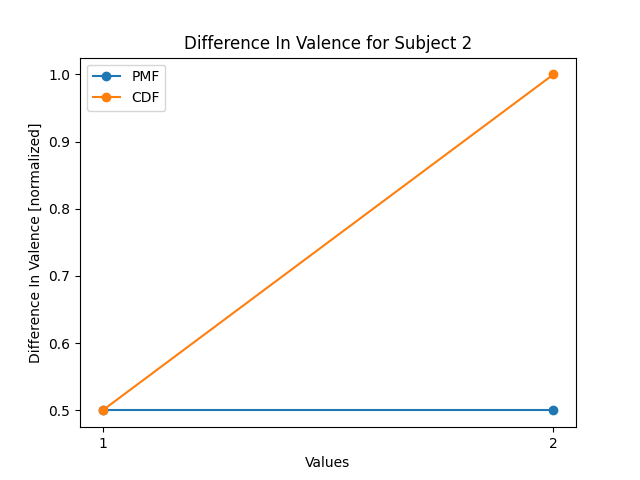 Difference In Valence for Subject 2
PMF
CDF
Difference In Valence [normalized]
1.0
0.9
0.8
0.7
0.6
0.5
1
2
Values